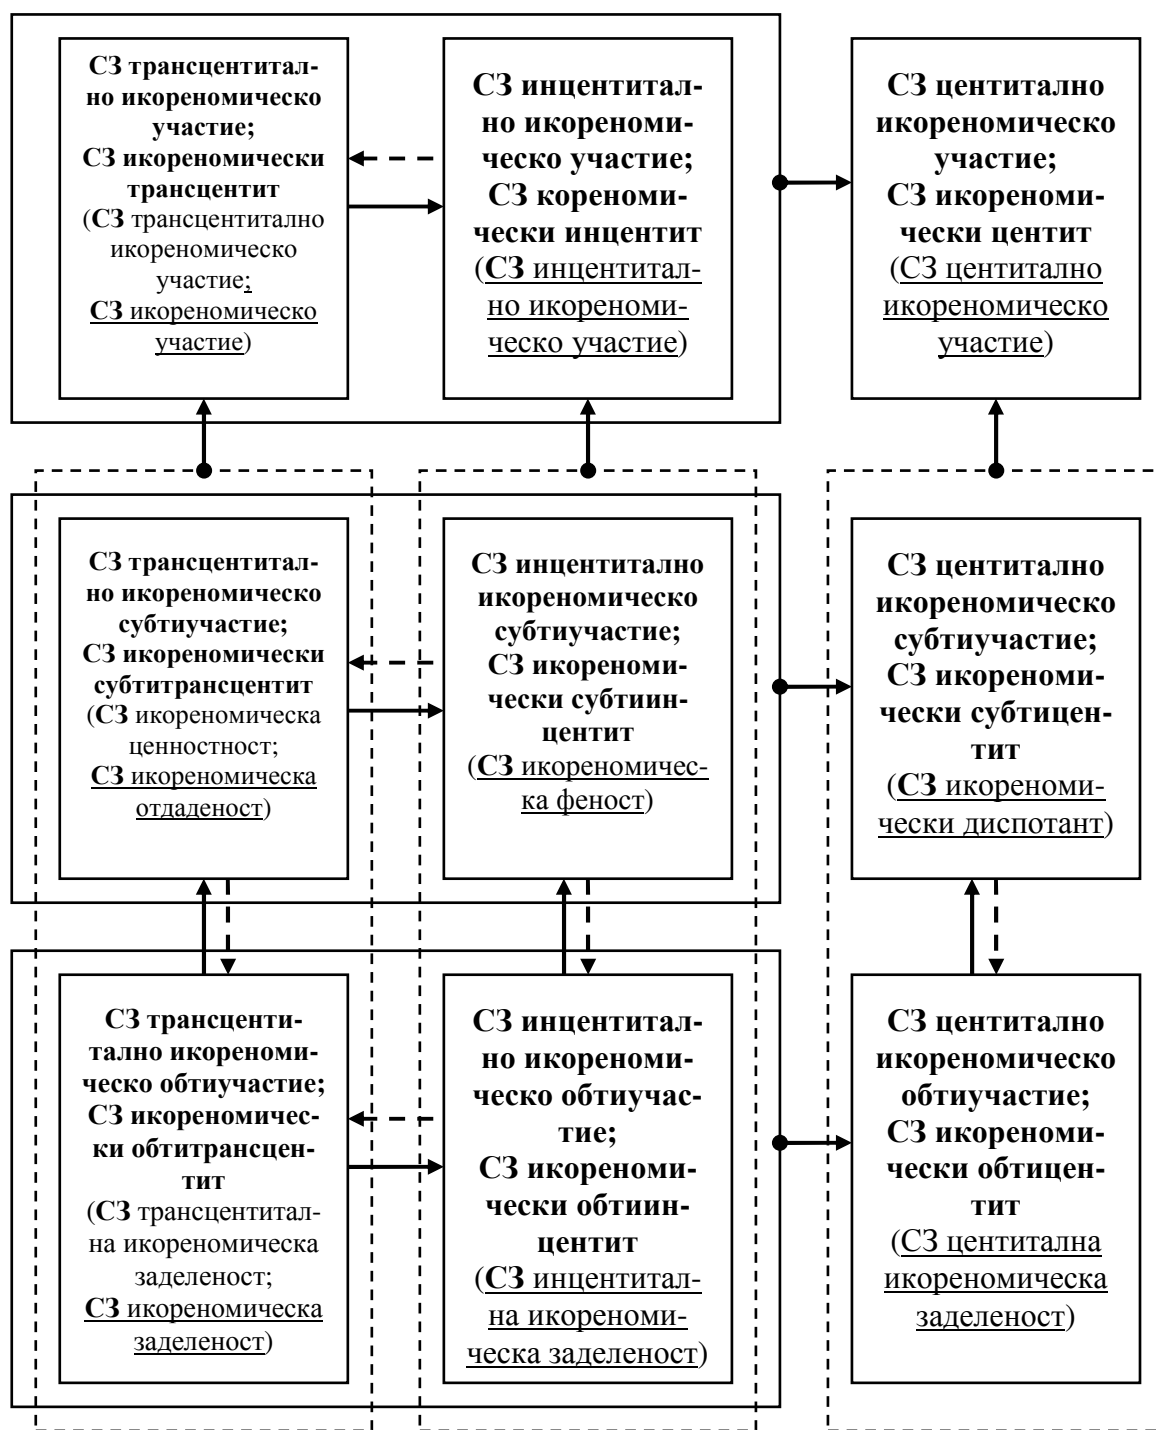 СЗ трансцентитал-
но икореномическо
участие;
СЗ икореномически
трансцентит
(СЗ трансцентитално
икореномическо
участие;
СЗ икореномическо
участие)
СЗ инцентитал-
но икореноми-
ческо участие;
СЗ кореноми-
чески инцентит
(СЗ инцентитал-
но икореноми-
ческо участие)
СЗ центитално
икореномическо
участие;
СЗ икореноми-
чески центит
(СЗ центитално
икореномическо
участие)
СЗ трансцентитал-
но икореномическо
субтиучастие;
СЗ икореномически
субтитрансцентит
(СЗ икореномическа
ценностност;
СЗ икореномическа
отдаденост)
СЗ инцентитално
икореномическо
субтиучастие;
СЗ икореноми-
чески субтиин-
центит
(СЗ икореномичес-
ка феност)
СЗ центитално
икореномическо
субтиучастие;
СЗ икореноми-
чески субтицен-
тит
(СЗ икореноми-
чески диспотант)
СЗ трансценти-
тално икореноми-
ческо обтиучастие;
СЗ икореномичес-
ки обтитрансцен-
тит
(СЗ трансцентитал-
на икореномическа
заделеност;
СЗ икореномическа
заделеност)
СЗ инцентитал-
но икореноми-
ческо обтиучас-
тие;
СЗ икореноми-
чески обтиин-
центит
(СЗ инцентитал-
на икореноми-
ческа заделеност)
СЗ центитално
икореномическо
обтиучастие;
СЗ икореноми-
чески обтицен-
тит
(СЗ центитална
икореномическа
заделеност)